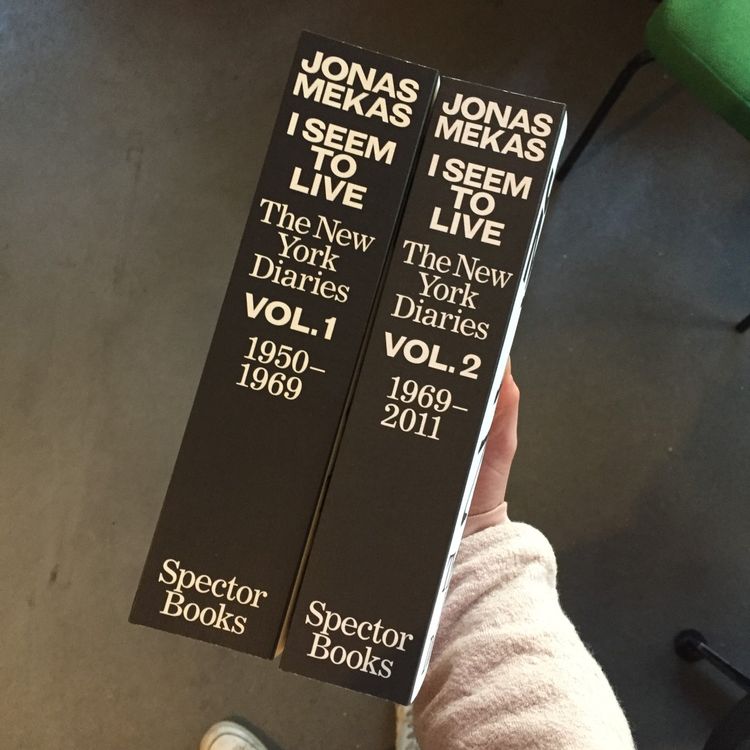 JONAS
MEKAS
I SEEM
TO
LIVE
The New
York
Diaries
VOL.1
1950–
1969
Spector
Books
JONAS
MEKAS
I SEEM
TO
LIVE
The New
York
Diaries
VOL.2
1969–
2011
Spector
Books